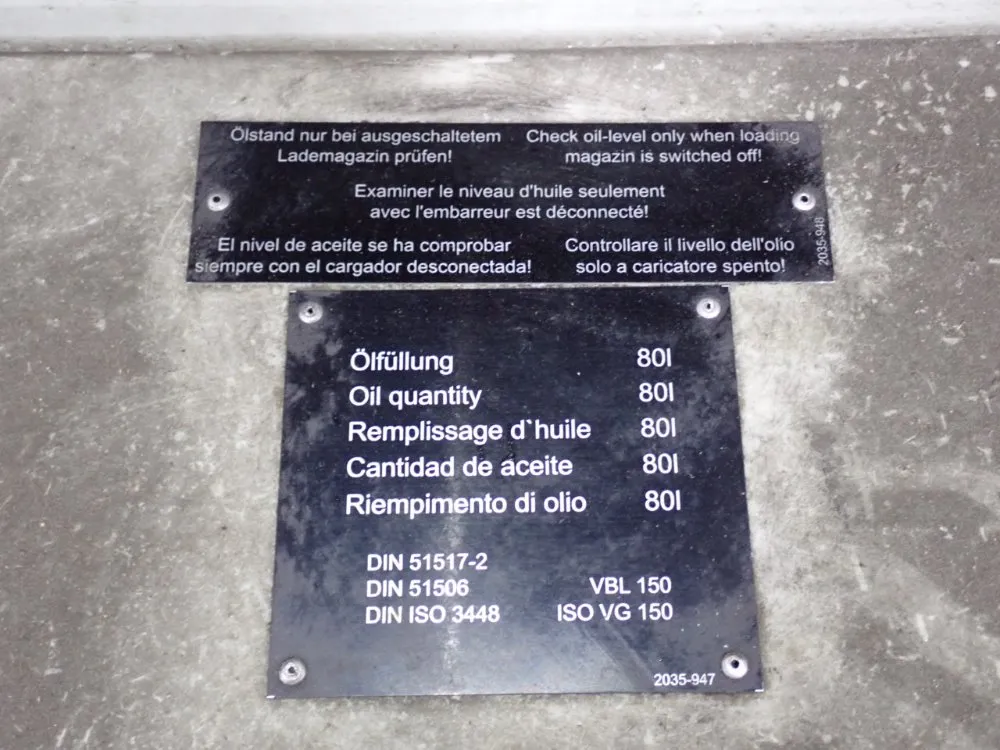 Ölstand nur bei ausgeschaltetem
Lademagazin prüfen!
Check oil-level only when loading
magazin is switched off!
Examiner le niveau d'huile seulement
avec l'embarreur est déconnecté!
El nivel de aceite se ha comprobar
siempre con el cargador desconectada!
Controllare il livello dell'olio
solo a caricatore spento!
2035-948
Ölfüllung 80l
Oil quantity 80l
Remplissage d`huile 80l
Cantidad de aceite 80l
Riempimento di olio 80l
DIN 51517-2
DIN 51506 VBL 150
DIN ISO 3448 ISO VG 150
2035-947